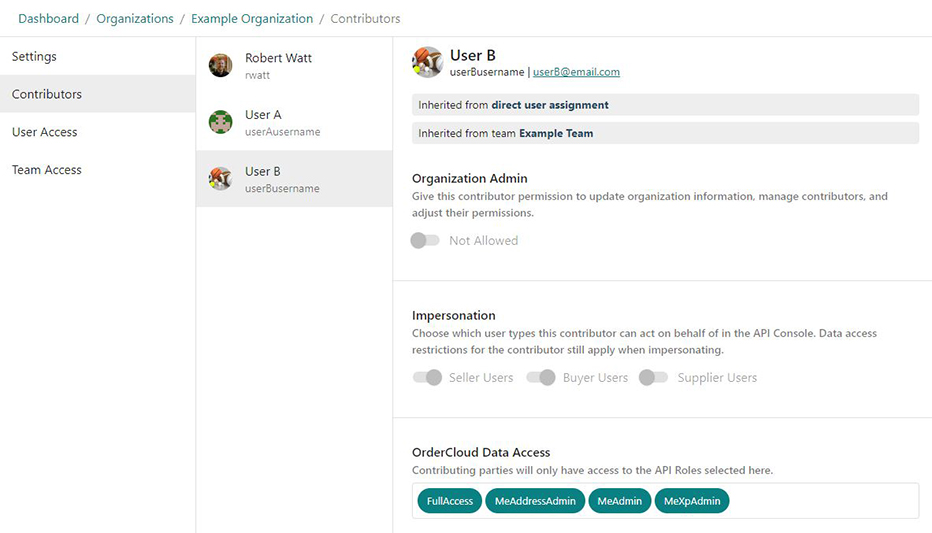 Dashboard / Organizations / Example Organization / Contributors
Settings
Contributors
User Access
Team Access
Robert Watt
rwatt
User A
userAusername
User B
userBusername
User B
userBusername | userB@email.com
Inherited from direct user assignment
Inherited from team Example Team
Organization Admin
Give this contributor permission to update organization information, manage contributors, and
adjust their permissions.
Not Allowed
Impersonation
Choose which user types this contributor can act on behalf of in the API Console. Data access
restrictions for the contributor still apply when impersonating.
Seller Users Buyer Users Supplier Users
OrderCloud Data Access
Contributing parties will only have access to the API Roles selected here.
FullAccess MeAddressAdmin MeAdmin MeXpAdmin